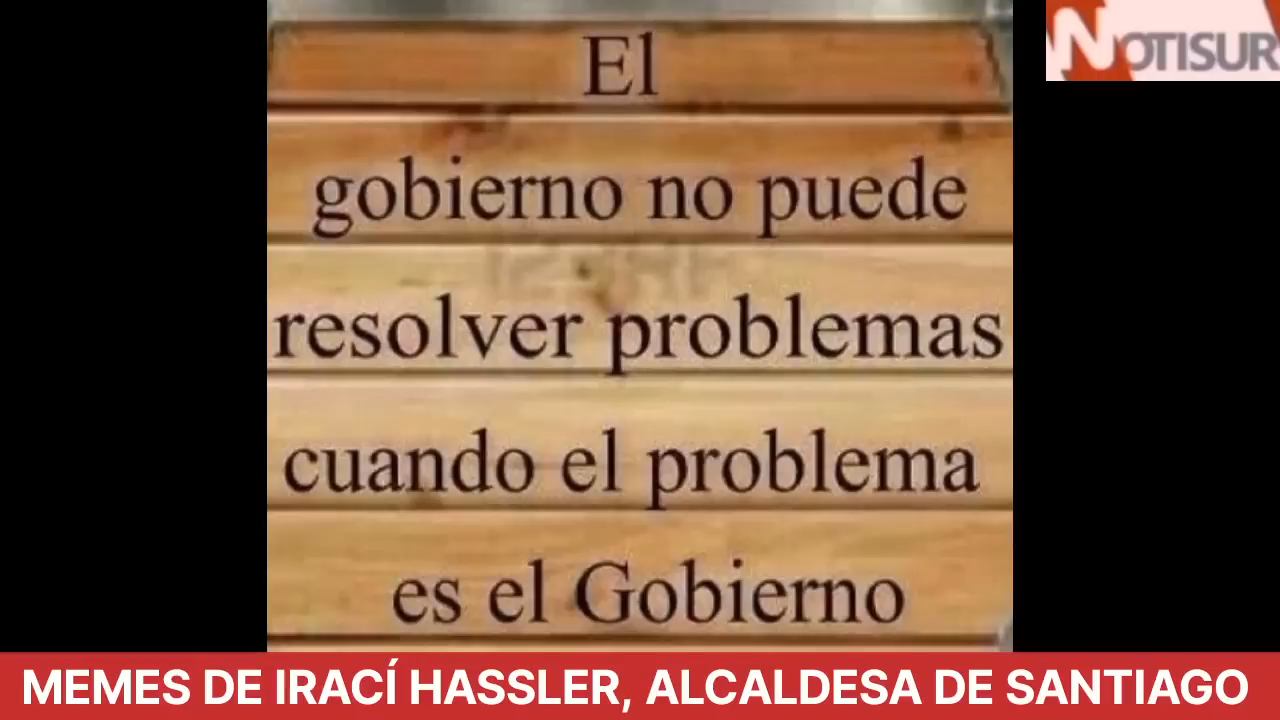 El
NOTISUR
gobierno no puede
resolver problemas
cuando el problema
es el Gobierno
MEMES DE IRACÍ HASSLER, ALCALDESA DE SANTIAGO